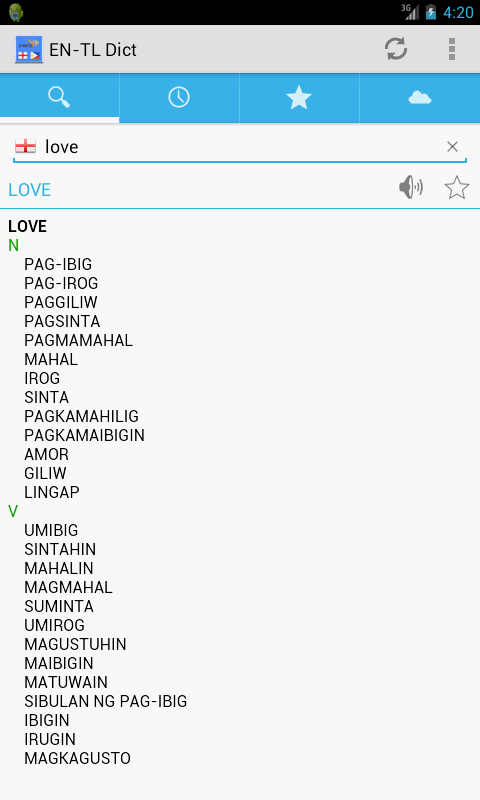 3G 4:20
EN-TL Dict
love
LOVE
LOVE
N
PAG-IBIG
PAG-IROG
PAGGILIW
PAGSINTA
PAGMAMAHAL
MAHAL
IROG
SINTA
PAGKAMAHILIG
PAGKAMAIBIGIN
AMOR
GILIW
LINGAP
V
UMIBIG
SINTAHIN
MAHALIN
MAGMAHAL
SUMINTA
UMIROG
MAGUSTUHIN
MAIBIGIN
MATUWAIN
SIBULAN NG PAG-IBIG
IBIGIN
IRUGIN
MAGKAGUSTO